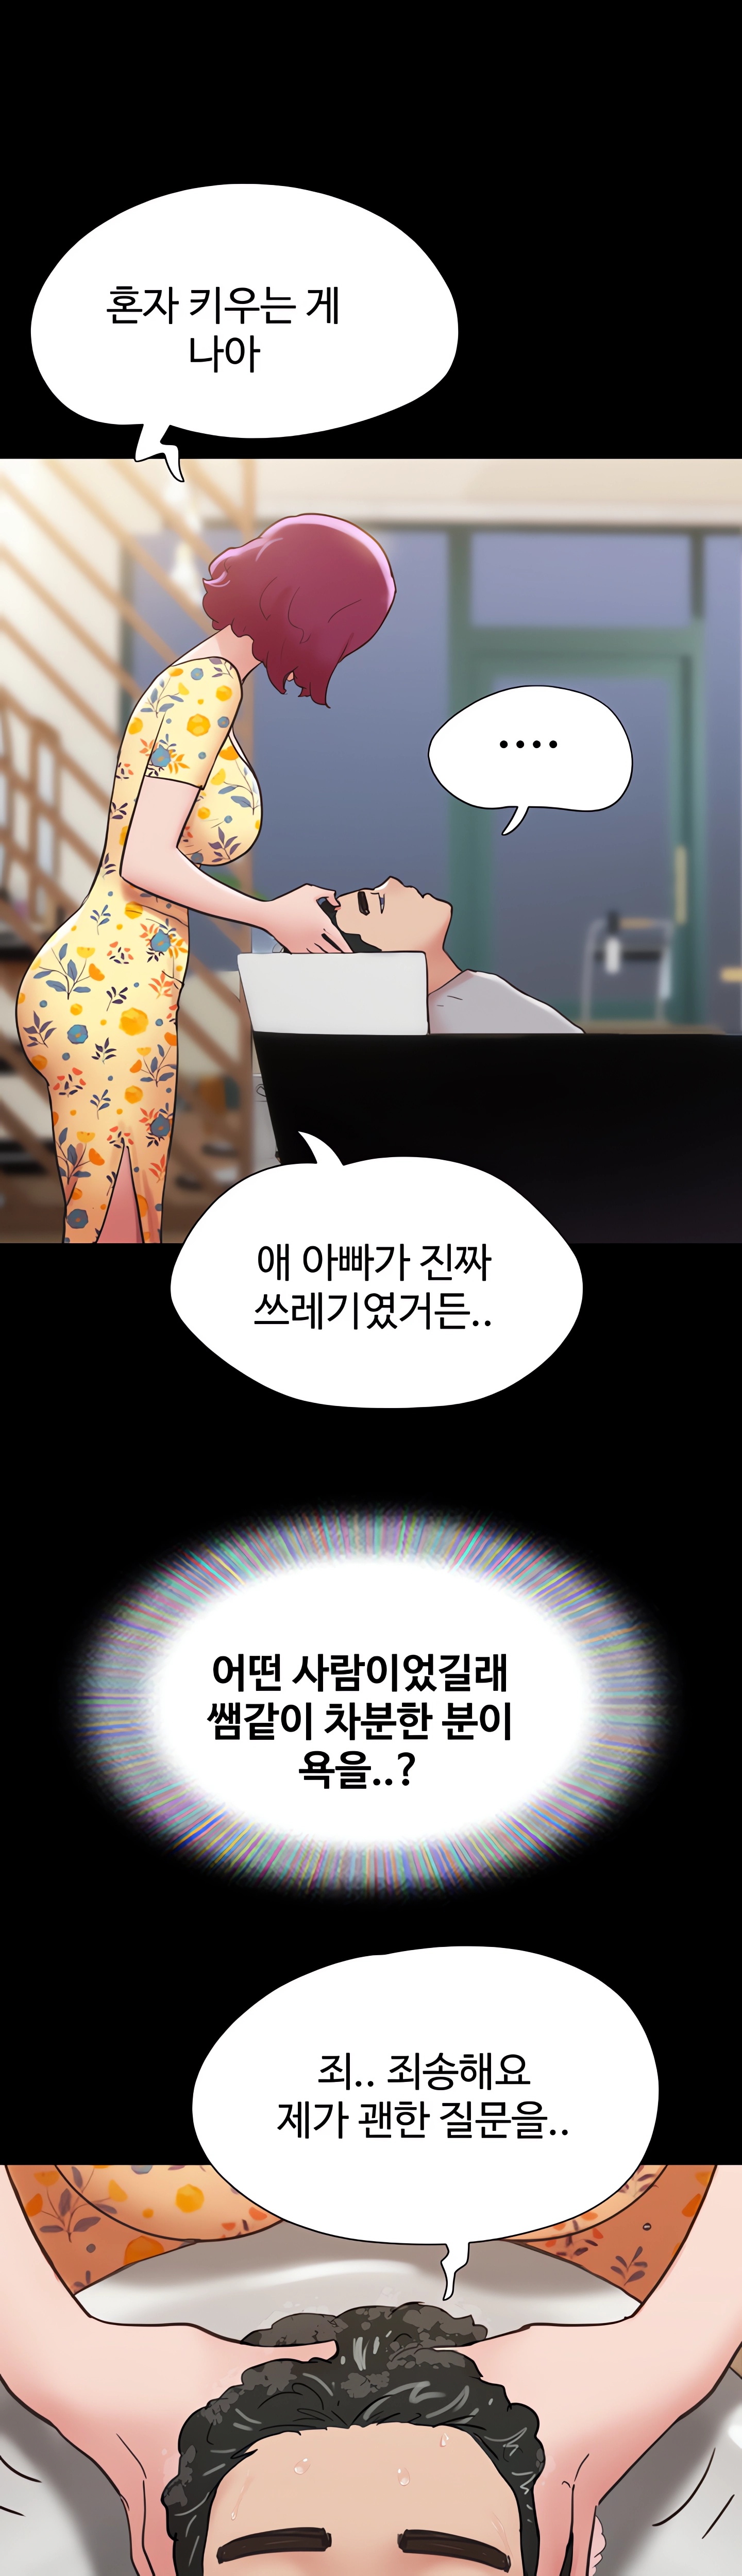 혼자 키우는 게
나아
....
애 아빠가 진짜
쓰레기였거든..
어떤 사람이었길래
쌤같이 차분한 분이
욕을..?
죄.. 죄송해요
제가 괜한 질문을..